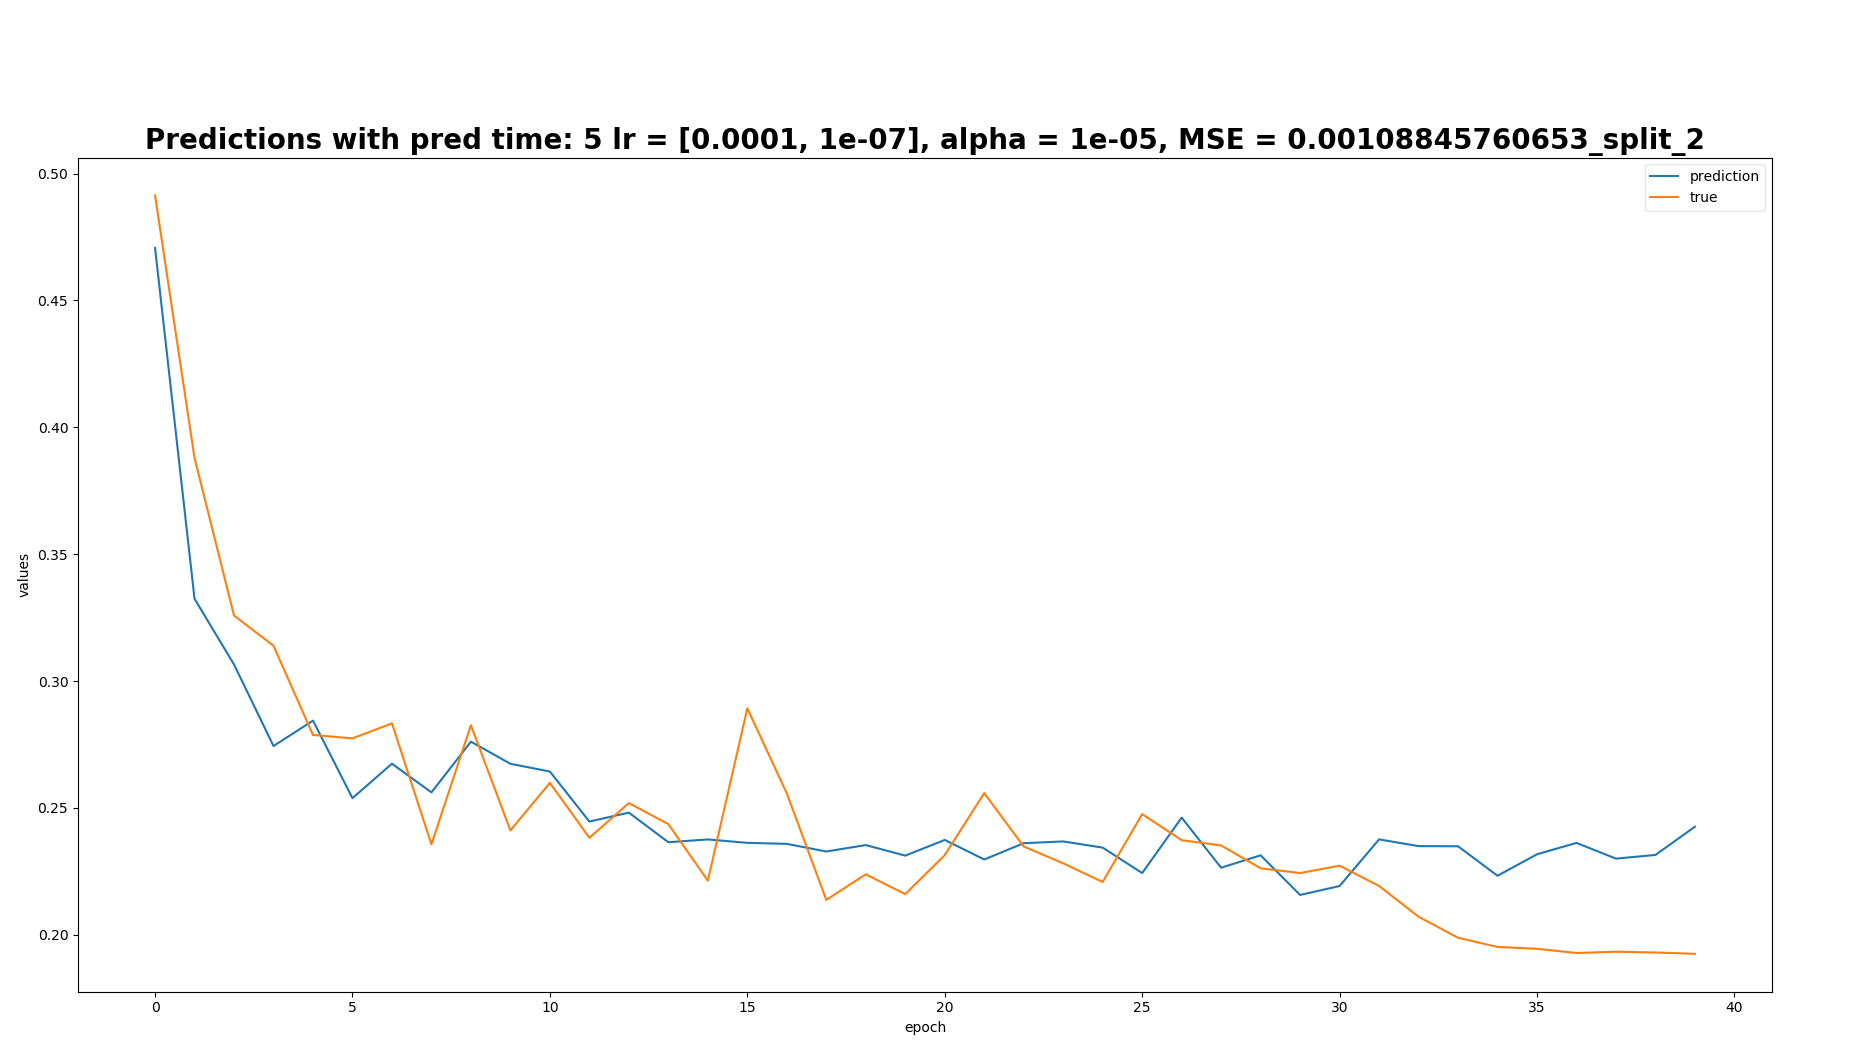 Predictions with pred time: 5 lr = [0.0001, 1e-07], alpha = 1e-05, MSE = 0.00108845760653_split_2
prediction
true
0.50
0.45
0.40
0.35
0.30
0.25
0.20
values
0 5 10 15 20 25 30 35 40
epoch